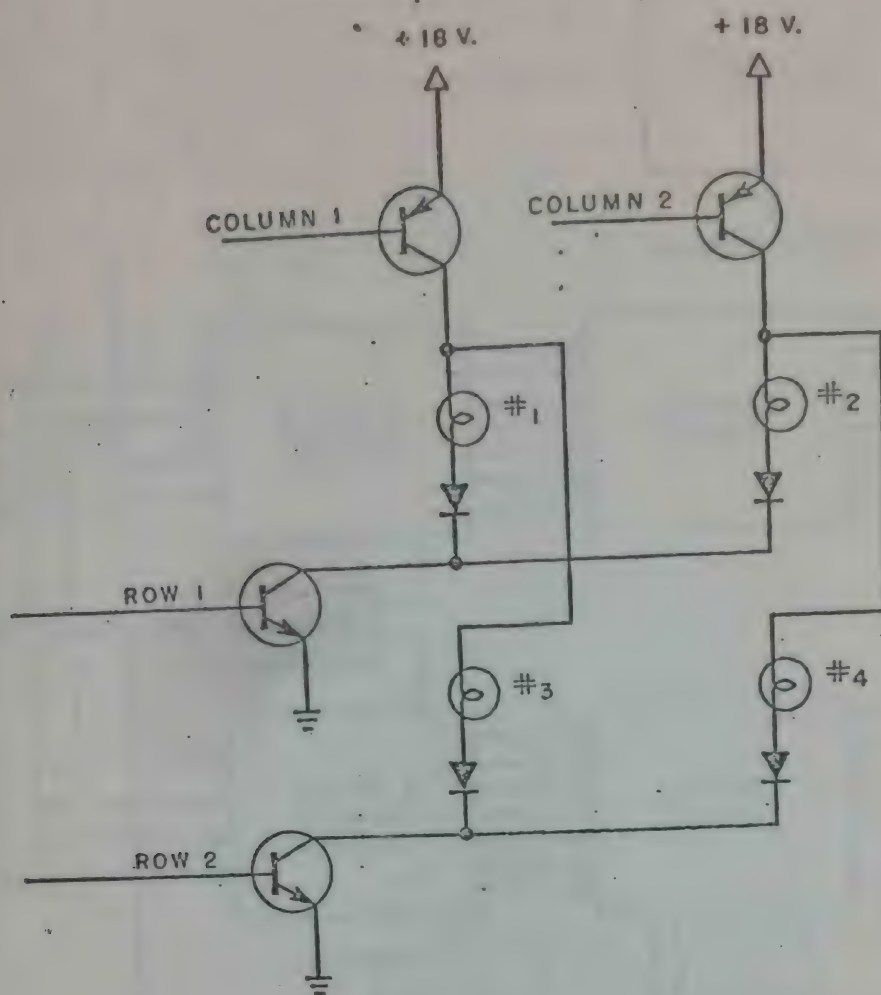 + 18 V.
+ 18 V.
COLUMN 1
COLUMN 2
#1
#2
ROW 1
#3
#4
ROW 2